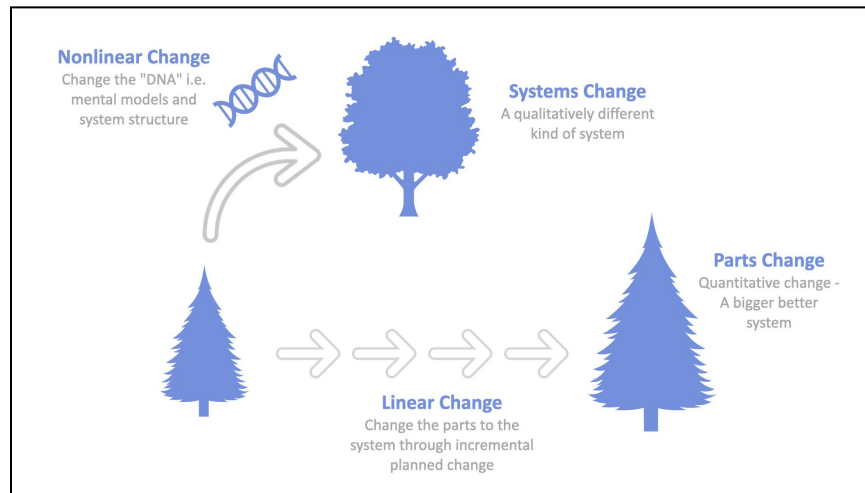 Nonlinear Change
Change the "DNA" i.e.
mental models and
system structure
Systems Change
A qualitatively different
kind of system
Parts Change
Quantitative change -
A bigger better
system
Linear Change
Change the parts to the
system through incremental
planned change